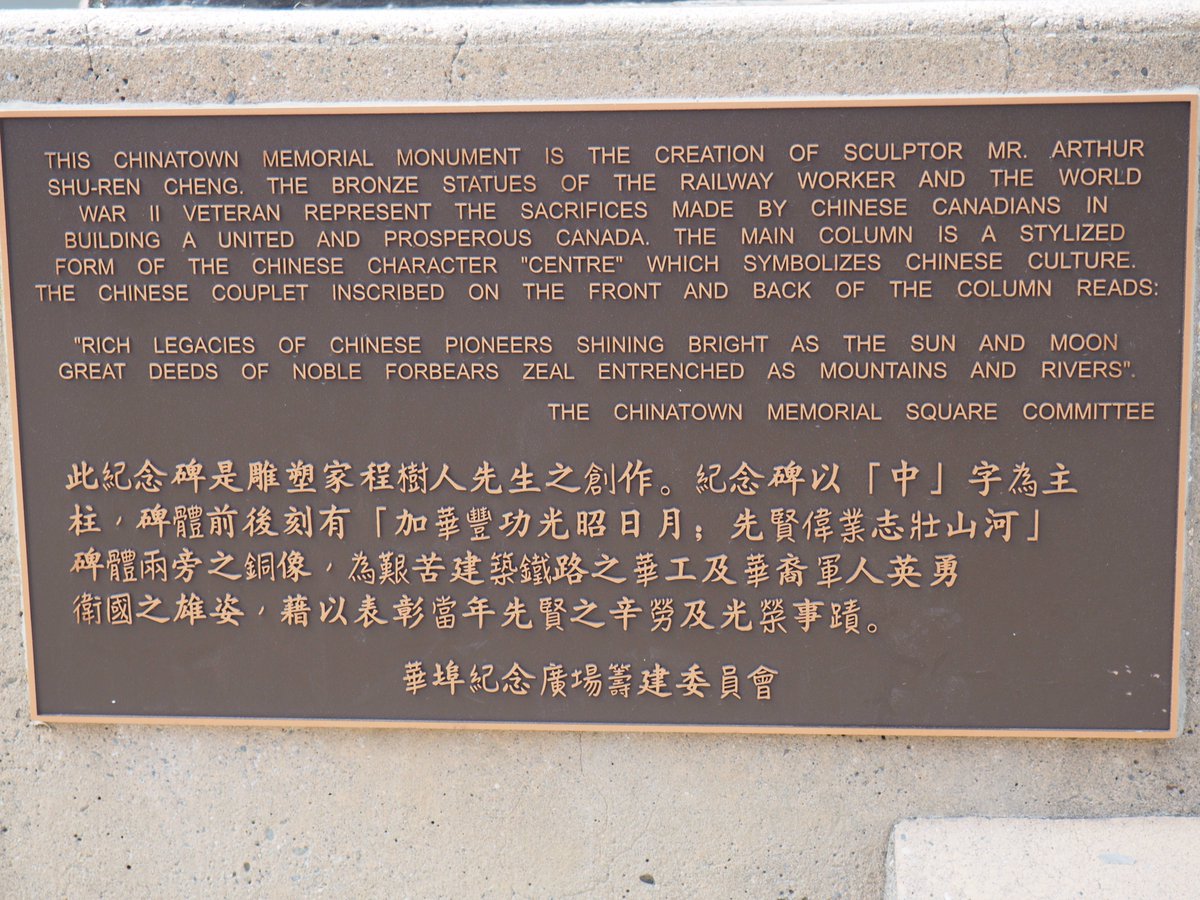 THIS CHINATOWN MEMORIAL MONUMENT IS THE CREATION OF SCULPTOR MR. ARTHUR
SHU-REN CHENG. THE BRONZE STATUES OF THE RAILWAY WORKER AND THE WORLD
WAR II VETERAN REPRESENT THE SACRIFICES MADE BY CHINESE CANADIANS IN
BUILDING A UNITED AND PROSPEROUS CANADA. THE MAIN COLUMN IS A STYLIZED
FORM OF THE CHINESE CHARACTER "CENTRE" WHICH SYMBOLIZES CHINESE CULTURE.
THE CHINESE COUPLET INSCRIBED ON THE FRONT AND BACK OF THE COLUMN READS:
"RICH LEGACIES OF CHINESE PIONEERS SHINING BRIGHT AS THE SUN AND MOON
GREAT DEEDS OF NOBLE FORBEARS ZEAL ENTRENCHED AS MOUNTAINS AND RIVERS".
THE CHINATOWN MEMORIAL SQUARE COMMITTEE
此紀念碑是雕塑家程樹人先生之創作。紀念碑以「中」字為主
柱，碑體前後刻有「加華豐功光昭日月；先賢偉業志壯山河」
碑體兩旁之銅像，為艱苦建築鐵路之華工及華裔軍人英勇
衛國之雄姿，藉以表彰當年先賢之辛勞及光榮事蹟。
華埠紀念廣場籌建委員會